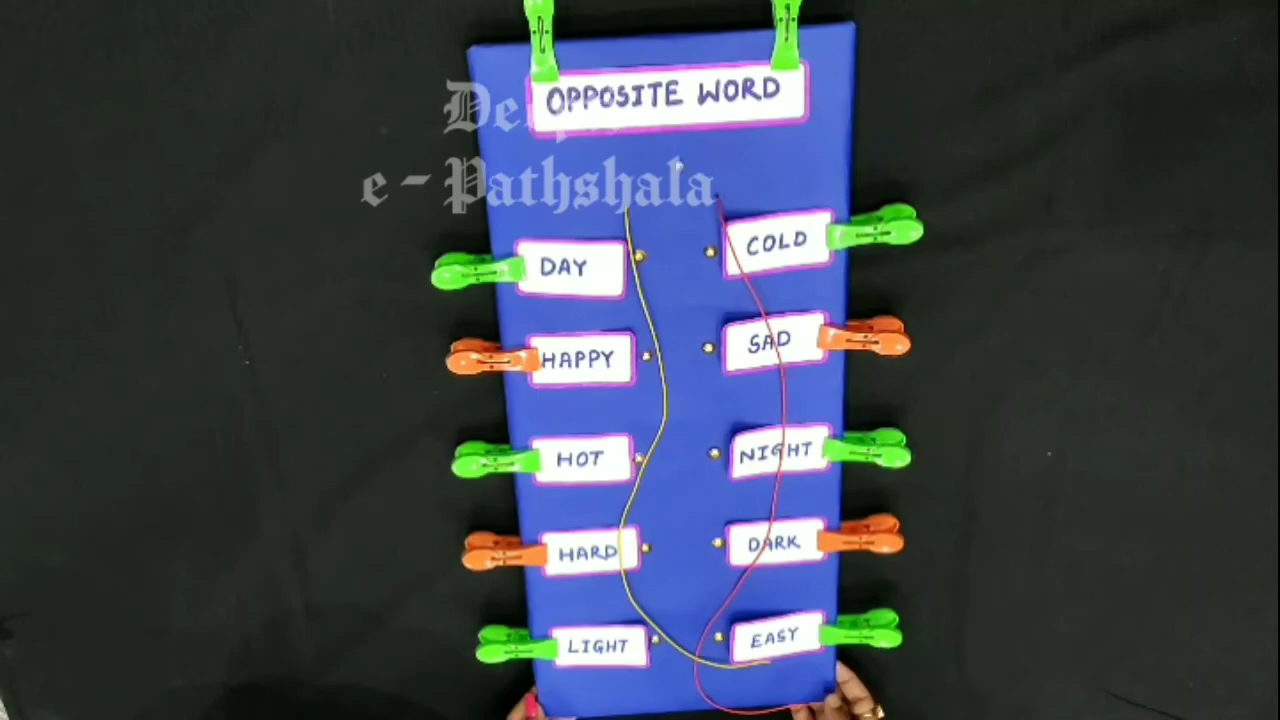 OPPOSITE WORD
e-Pathshala
DAY
COLD
HAPPY
SAD
HOT
NIGHT
HARD
DARK
LIGHT
EASY